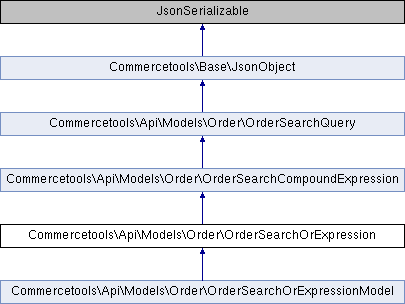 JsonSerializable
Commercetools\Base\JsonObject
Commercetools\Api\Models\Order\OrderSearchQuery
Commercetools\Api\Models\Order\OrderSearchCompoundExpression
Commercetools\Api\Models\Order\OrderSearchOrExpression
Commercetools\Api\Models\Order\OrderSearchOrExpressionModel